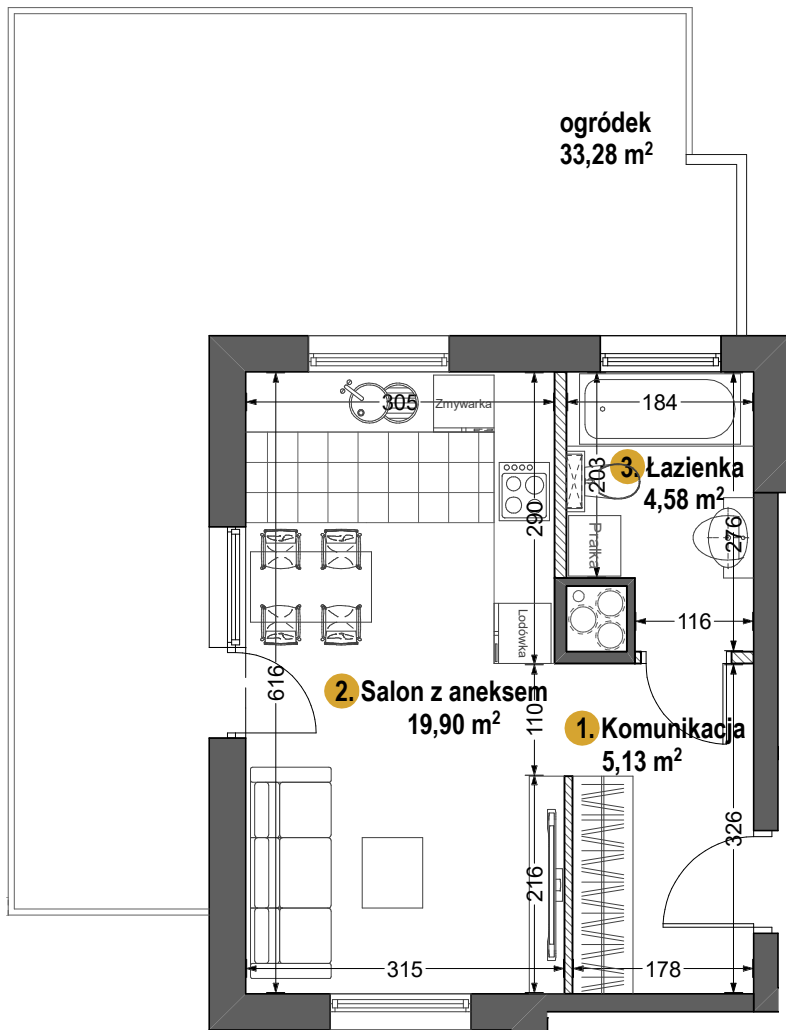 ogródek
33,28 m²
305
Zmywarka
184
203
3. Łazienka
4,58 m²
290
276
Pralka
Lodówka
116
616
2. Salon z aneksem
19,90 m²
110
1. Komunikacja
5,13 m²
326
216
315
178